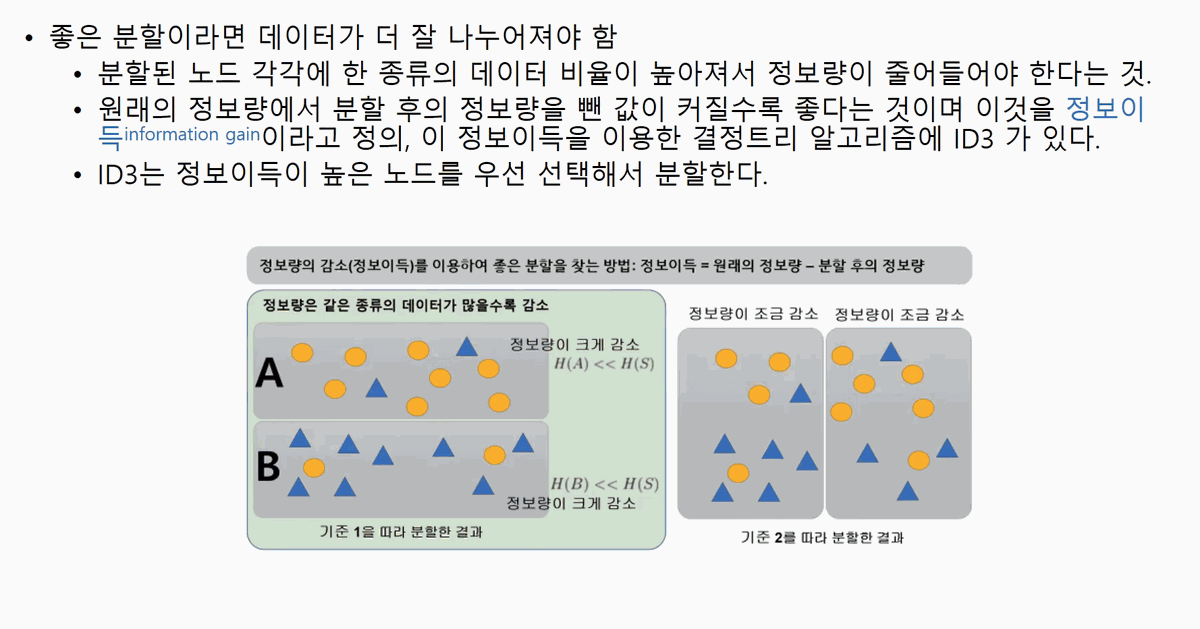 • 좋은 분할이라면 데이터가 더 잘 나누어져야 함
• 분할된 노드 각각에 한 종류의 데이터 비율이 높아져서 정보량이 줄어들어야 한다는 것.
• 원래의 정보량에서 분할 후의 정보량을 뺀 값이 커질수록 좋다는 것이며 이것을 정보이
득information gain이라고 정의, 이 정보이득을 이용한 결정트리 알고리즘에 ID3 가 있다.
• ID3는 정보이득이 높은 노드를 우선 선택해서 분할한다.
정보량의 감소(정보이득)를 이용하여 좋은 분할을 찾는 방법: 정보이득 = 원래의 정보량 – 분할 후의 정보량
정보량은 같은 종류의 데이터가 많을수록 감소
A
정보량이 크게 감소
H(A) << H(S)
B
H(B) << H(S)
정보량이 크게 감소
기준 1을 따라 분할한 결과
정보량이 조금 감소
정보량이 조금 감소
기준 2를 따라 분할한 결과